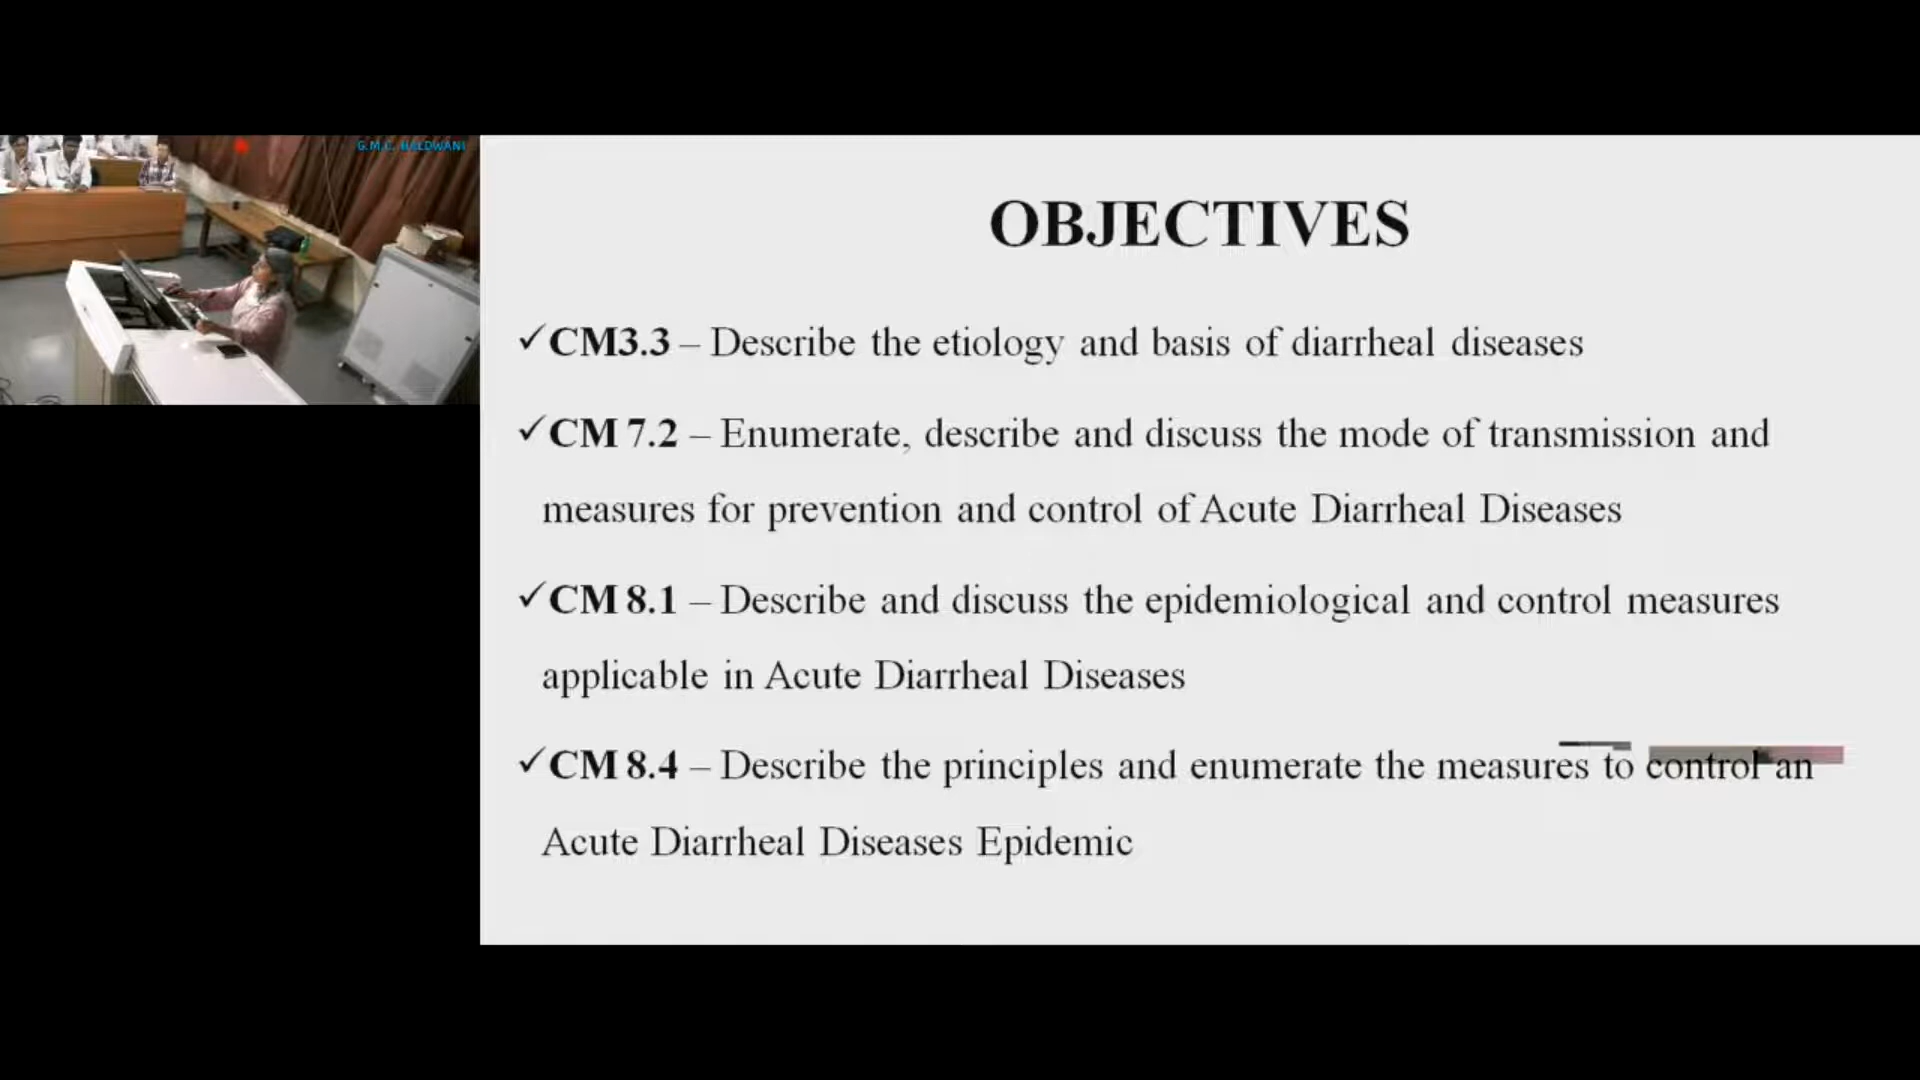 G.M.C. HALDWANI
OBJECTIVES
✓CM3.3 – Describe the etiology and basis of diarrheal diseases
✓CM 7.2 – Enumerate, describe and discuss the mode of transmission and
measures for prevention and control of Acute Diarrheal Diseases
✓CM 8.1 – Describe and discuss the epidemiological and control measures
applicable in Acute Diarrheal Diseases
✓CM 8.4 – Describe the principles and enumerate the measures to control an
Acute Diarrheal Diseases Epidemic